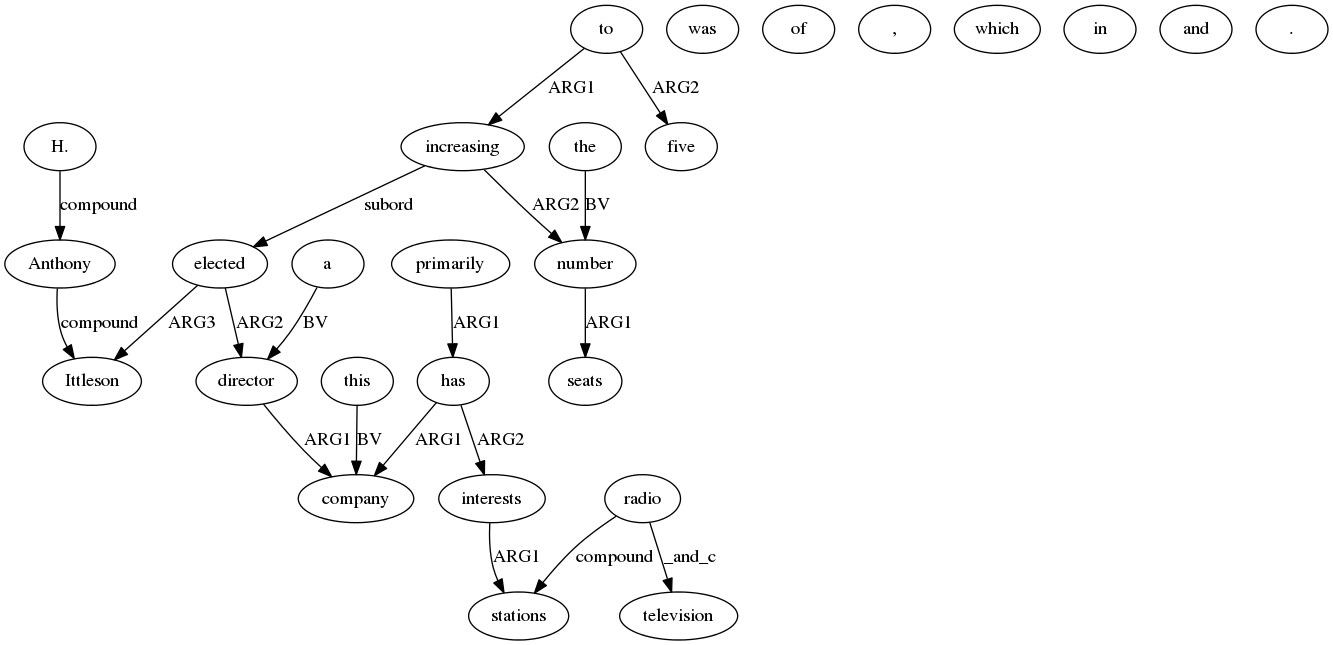 to was of , which in and .
ARG1 ARG2
H. increasing the five
compound subord ARG2 BV
Anthony elected a primarily number
compound ARG3 ARG2 BV ARG1 ARG1
Ittleson director this has seats
ARG1 BV ARG1 ARG2
company interests radio
ARG1 compound _and_c
stations television